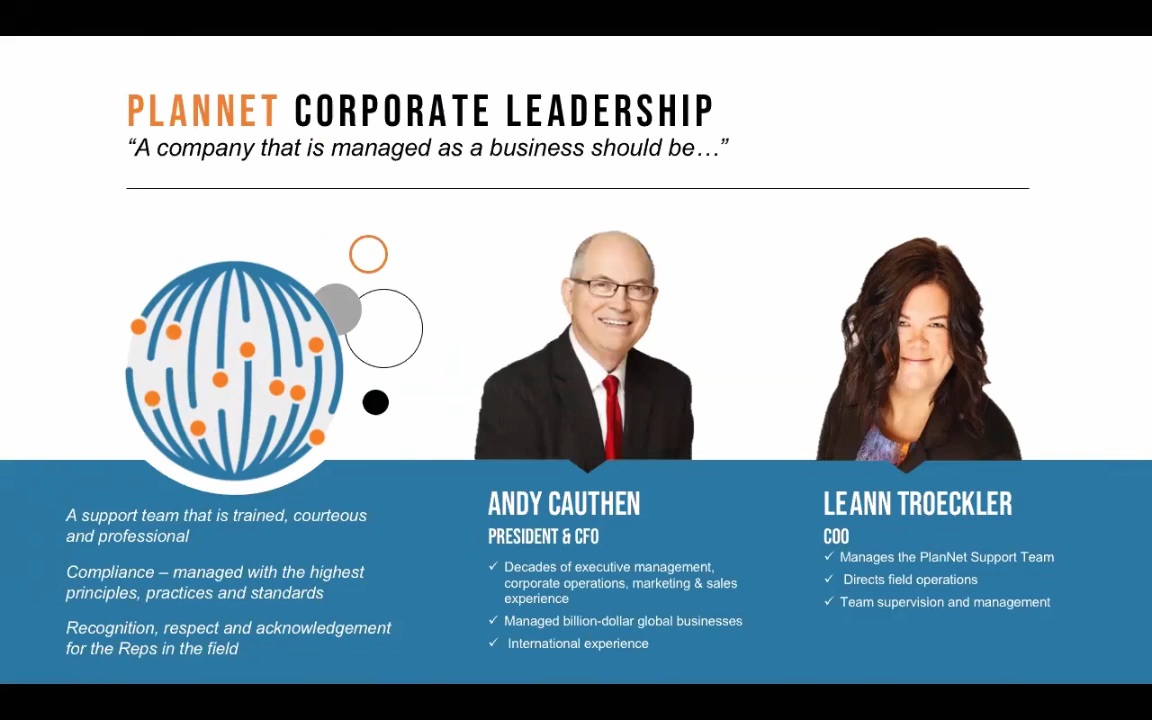 PLANNET CORPORATE LEADERSHIP
“A company that is managed as a business should be…”
A support team that is trained, courteous
and professional
Compliance – managed with the highest
principles, practices and standards
Recognition, respect and acknowledgement
for the Reps in the field
ANDY CAUTHEN
PRESIDENT & CFO
✓ Decades of executive management,
corporate operations, marketing & sales
experience
✓ Managed billion-dollar global businesses
✓ International experience
LEANN TROECKLER
COO
✓ Manages the PlanNet Support Team
✓ Directs field operations
✓ Team supervision and management